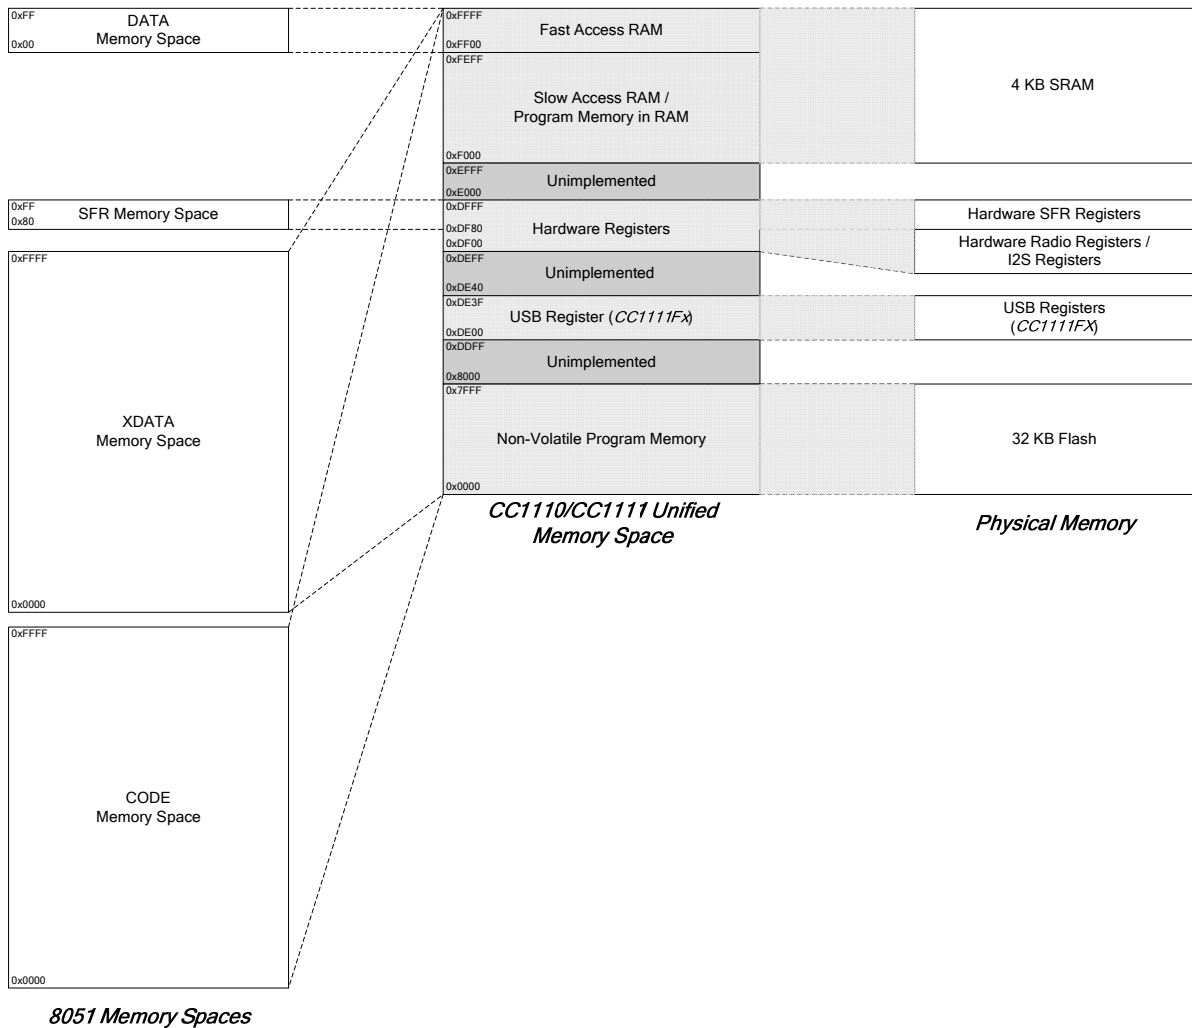 0xFF
DATA
Memory Space
0x00
0xFF
SFR Memory Space
0x80
0xFFFF
XDATA
Memory Space
0x0000
0xFFFF
CODE
Memory Space
0x0000
8051 Memory Spaces
0xFFFF
Fast Access RAM
0xFF00
0xFEFF
Slow Access RAM /
Program Memory in RAM
0xF000
0xEFFF
Unimplemented
0xE000
0xDFFF
0xDF80
Hardware Registers
0xDF00
0xDEFF
Unimplemented
0xDE40
0xDE3F
USB Register (CC1111Fx)
0xDE00
0xDDFF
Unimplemented
0x8000
0x7FFF
Non-Volatile Program Memory
0x0000
CC1110/CC1111 Unified
Memory Space
4 KB SRAM
Hardware SFR Registers
Hardware Radio Registers /
I2S Registers
USB Registers
(CC1111FX)
32 KB Flash
Physical Memory